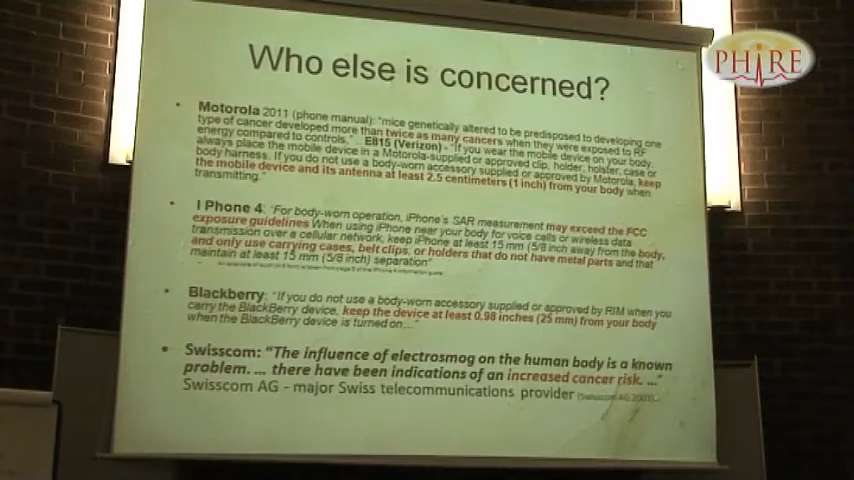 PHIRE
Who else is concerned?
• Motorola 2011 (phone manual): "mice genetically altered to be predisposed to developing one
type of cancer developed more than twice as many cancers when they were exposed to RF
energy compared to controls," .. E815 (Verizon) - "If you wear the mobile device on your body,
always place the mobile device in a Motorola-supplied or approved clip, holder, holster, case or
body harness. If you do not use a body-worn accessory supplied or approved by Motorola, keep
the mobile device and its antenna at least 2.5 centimeters (1 inch) from your body when
transmitting."
• I Phone 4: "For body-worn operation, iPhone's SAR measurement may exceed the FCC
exposure guidelines When using iPhone near your body for voice calls or wireless data
transmission over a cellular network, keep iPhone at least 15 mm (5/8 inch away from the body,
and only use carrying cases, belt clips, or holders that do not have metal parts and that
maintain at least 15 mm (5/8 inch) separation"
• Blackberry: "If you do not use a body-worn accessory supplied or approved by RIM when you
carry the BlackBerry device, keep the device at least 0.98 inches (25 mm) from your body
when the BlackBerry device is turned on...."
• Swisscom: "The influence of electrosmog on the human body is a known
problem. ... there have been indications of an increased cancer risk. ..."
Swisscom AG - major Swiss telecommunications provider